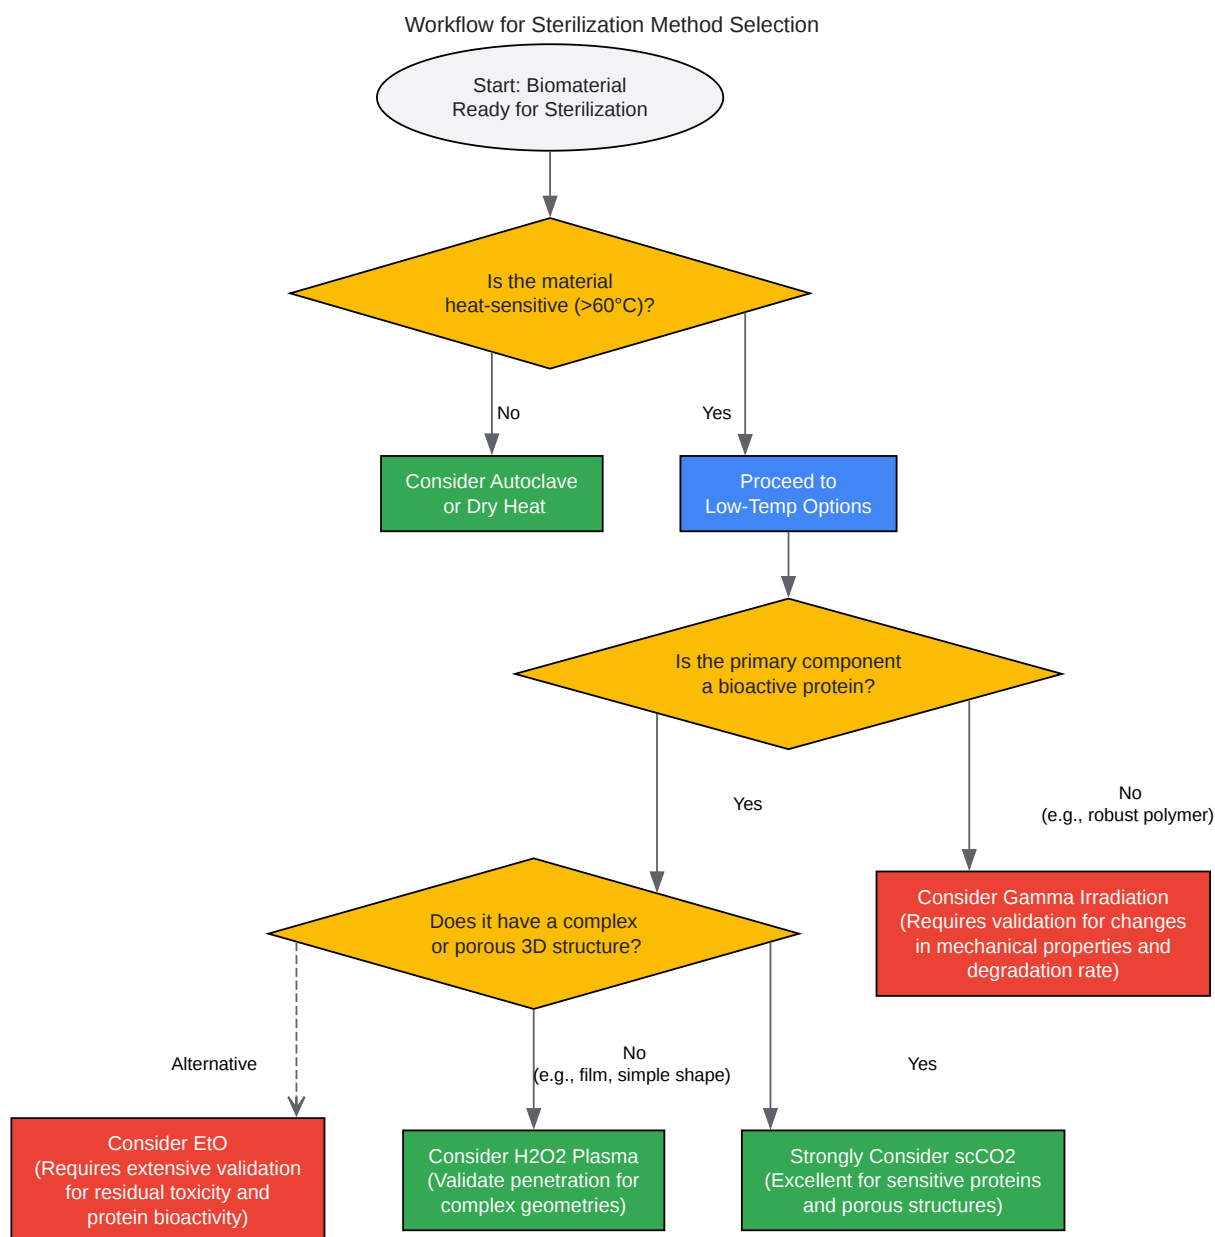 Workflow for Sterilization Method Selection
Start: Biomaterial
Ready for Sterilization
Is the material
heat-sensitive (>60°C)?
No
Yes
Consider Autoclave
or Dry Heat
Proceed to
Low-Temp Options
Is the primary component
a bioactive protein?
Yes
No
(e.g., robust polymer)
Does it have a complex
or porous 3D structure?
Consider Gamma Irradiation
(Requires validation for changes
in mechanical properties and
degradation rate)
Alternative
No
(e.g., film, simple shape)
Yes
Consider EtO
(Requires extensive validation
for residual toxicity and
protein bioactivity)
Consider H2O2 Plasma
(Validate penetration for
complex geometries)
Strongly Consider scCO2
(Excellent for sensitive proteins
and porous structures)